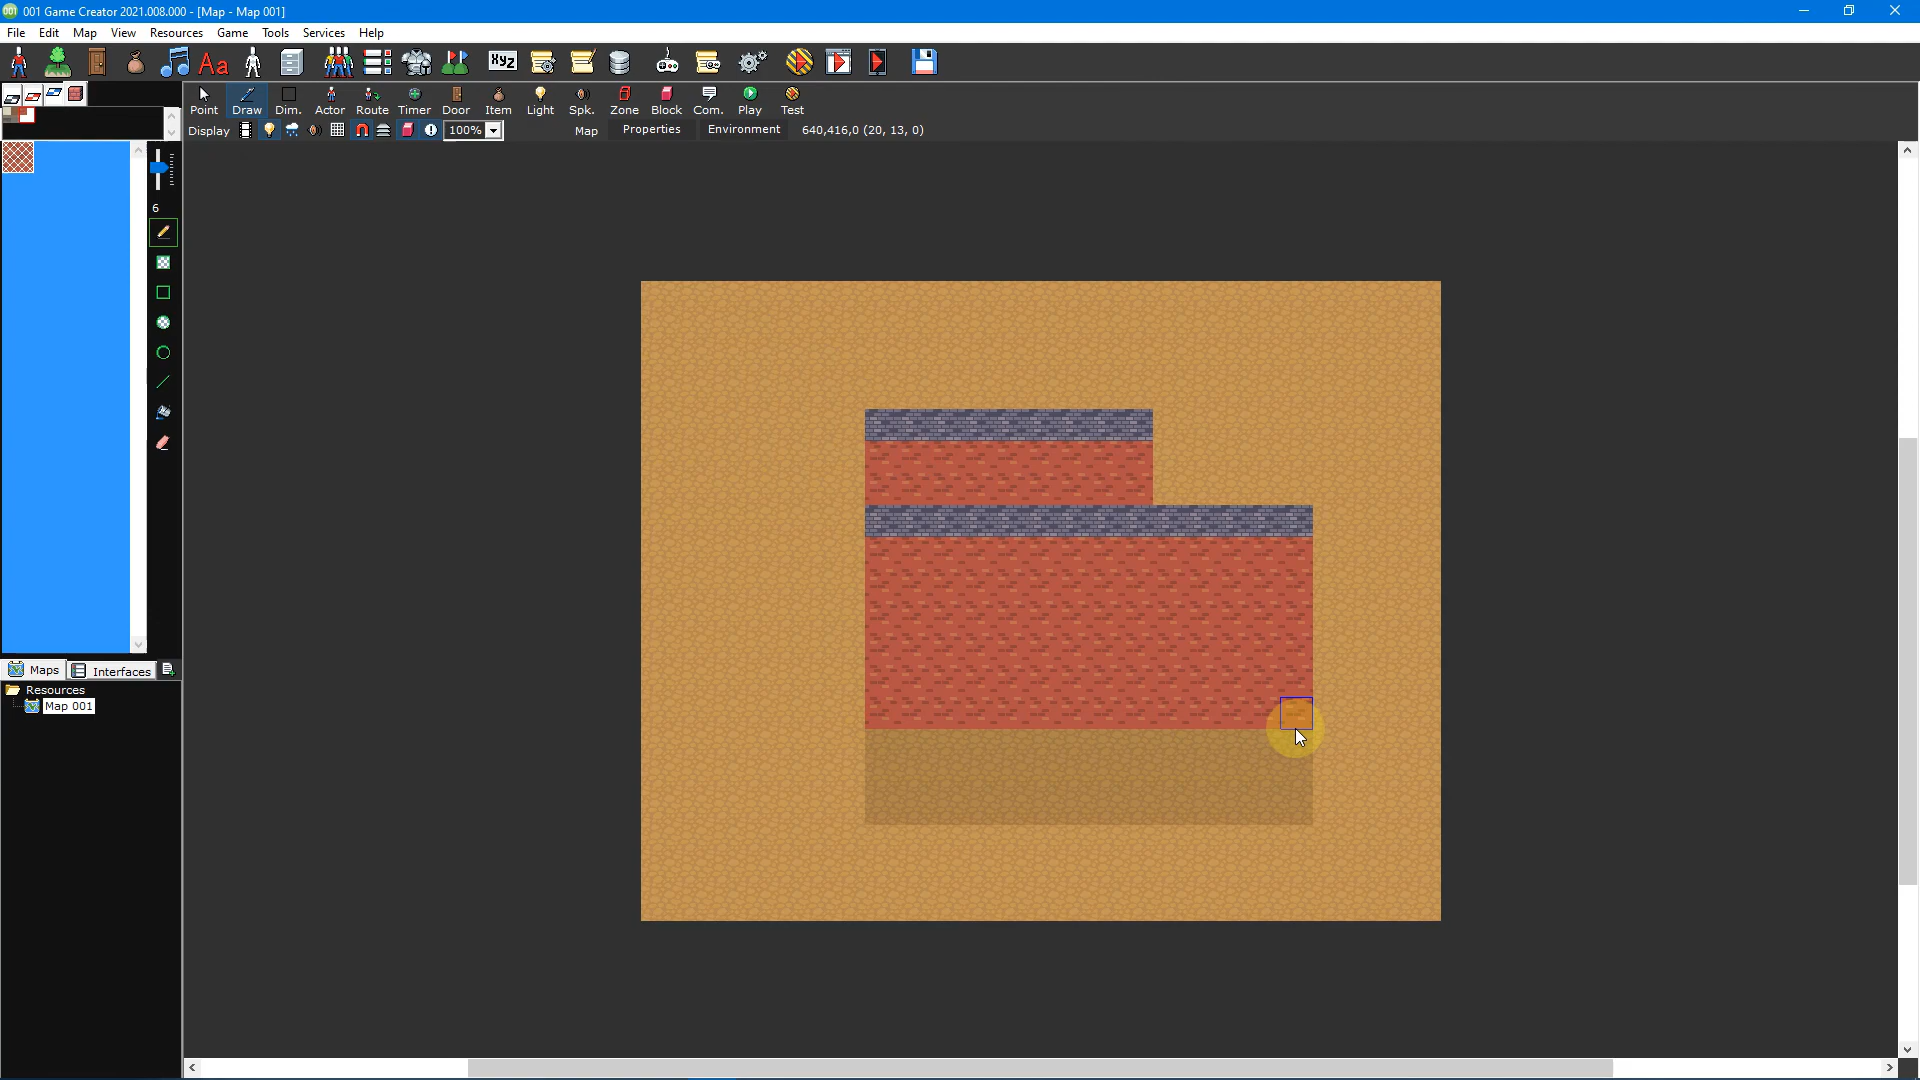 001 Game Creator 2021.008.000 - [Map - Map 001]
File Edit Map View Resources Game Tools Services Help
Aa XYZ
Point Draw Dim. Actor Route Timer Door Item Light Spk. Zone Block Com. Play Test
Display 100% Map Properties Environment 640,416,0 (20, 13, 0)
6
Maps Interfaces
Resources
Map 001